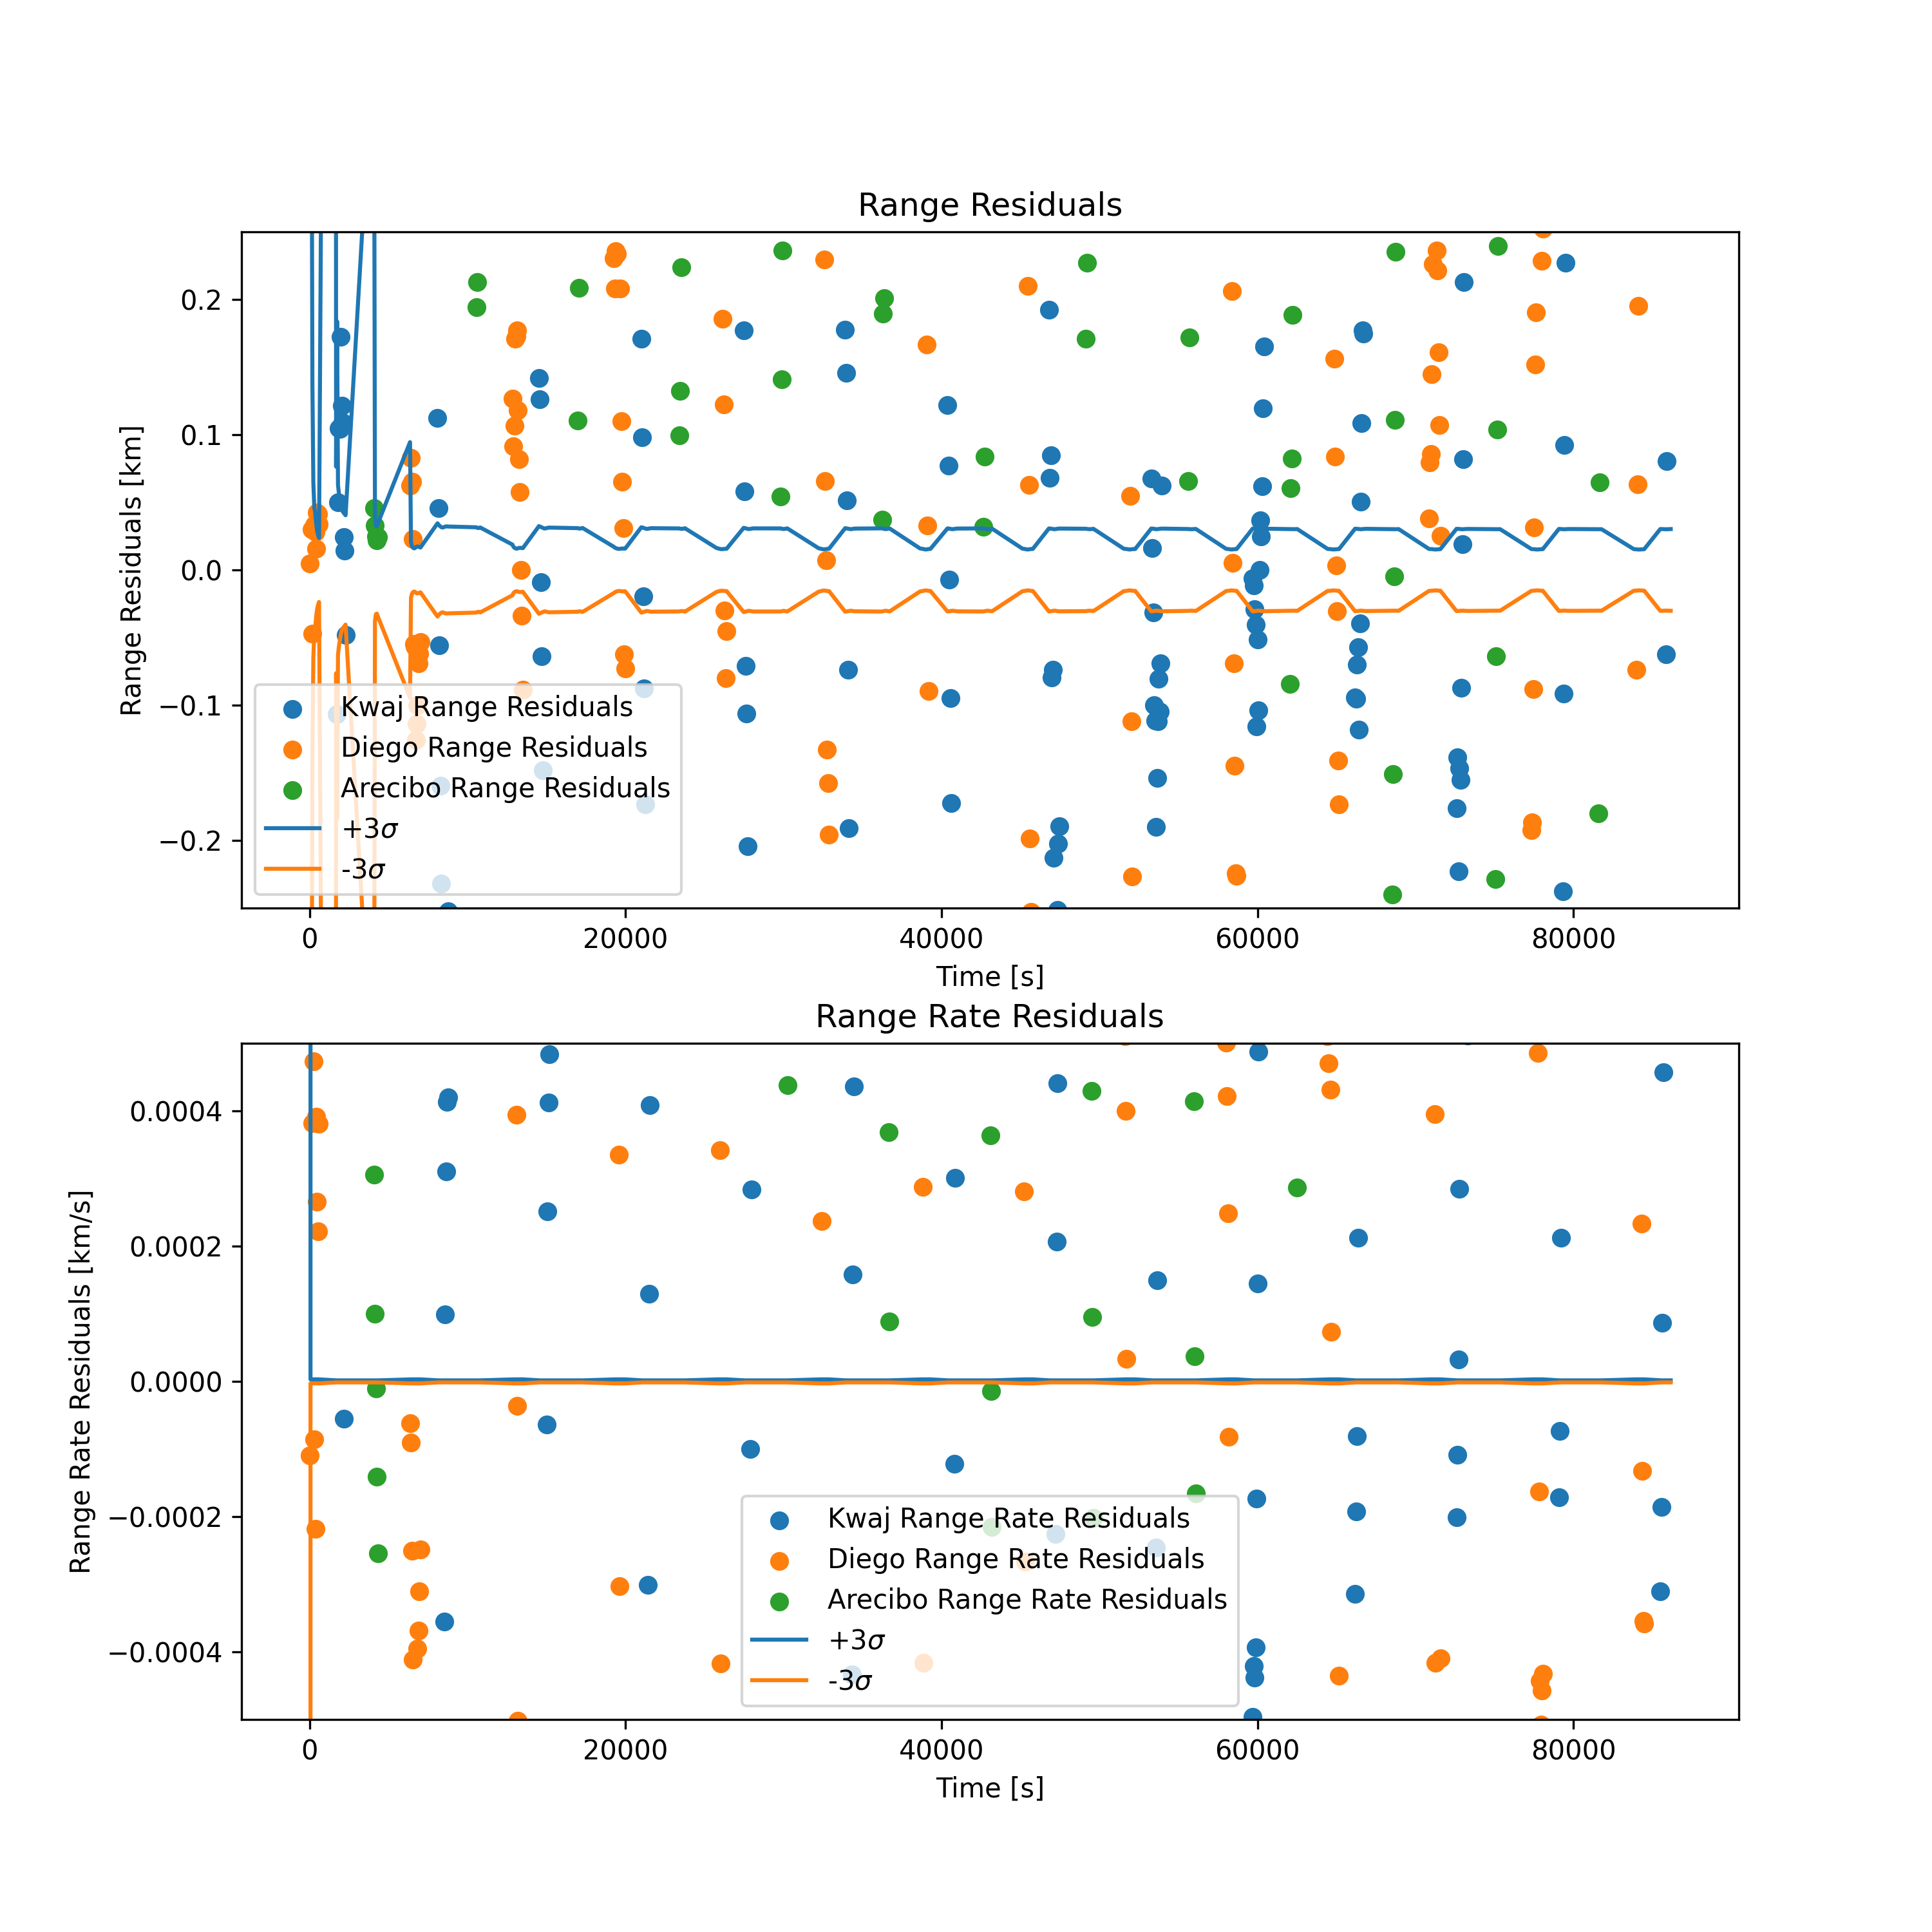 Range Residuals
Range Residuals [km]
0.2
0.1
0.0
−0.1
−0.2
Kwaj Range Residuals
Diego Range Residuals
Arecibo Range Residuals
+3σ
-3σ
0 20000 40000 60000 80000
Time [s]
Range Rate Residuals
Range Rate Residuals [km/s]
0.0004
0.0002
0.0000
−0.0002
−0.0004
Kwaj Range Rate Residuals
Diego Range Rate Residuals
Arecibo Range Rate Residuals
+3σ
-3σ
0 20000 40000 60000 80000
Time [s]